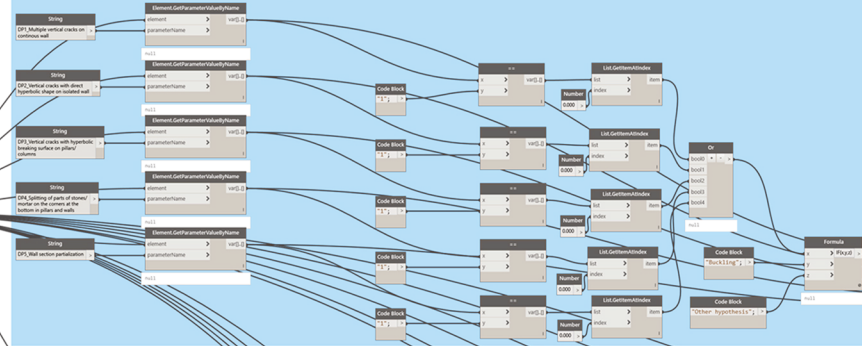 String
DP1_Multiple vertical cracks on
continous wall
>
Element.GetParameterValueByName
element > var[]..[]
parameterName >
null
String
DP2_Vertical cracks with direct
hyperbolic shape on isolated wall
>
Element.GetParameterValueByName
element > var[]..[]
parameterName >
null
String
DP3_Vertical cracks with hyperbolic
breaking surface on pillars/
columns
>
Element.GetParameterValueByName
element > var[]..[]
parameterName >
null
String
DP4_Splitting of parts of stones/
mortar on the corners at the
bottom in pillars and walls
>
Element.GetParameterValueByName
element > var[]..[]
parameterName >
null
String
DP5_Wall section partialization
>
Element.GetParameterValueByName
element > var[]..[]
parameterName >
null
Code Block
"1"; >
==
x > var[]..[]
y >
Number
0.000 >
List.GetItemAtIndex
list > item
index >
Code Block
"1"; >
==
x > var[]..[]
y >
Number
0.000 >
List.GetItemAtIndex
list > item
index >
Code Block
"1"; >
==
x > var[]..[]
y >
Number
0.000 >
List.GetItemAtIndex
list > item
index >
Code Block
"1"; >
==
x > var[]..[]
y >
Number
0.000 >
List.GetItemAtIndex
list > item
index >
Code Block
"1"; >
==
x > var[]..[]
y >
Number
0.000 >
List.GetItemAtIndex
list > item
index >
Or
bool0 + - >
bool1
bool2
bool3
bool4
null
Code Block
"Buckling"; >
Code Block
"Other hypothesis"; >
Formula
x > IF(x,y,z) >
y >
z >
null